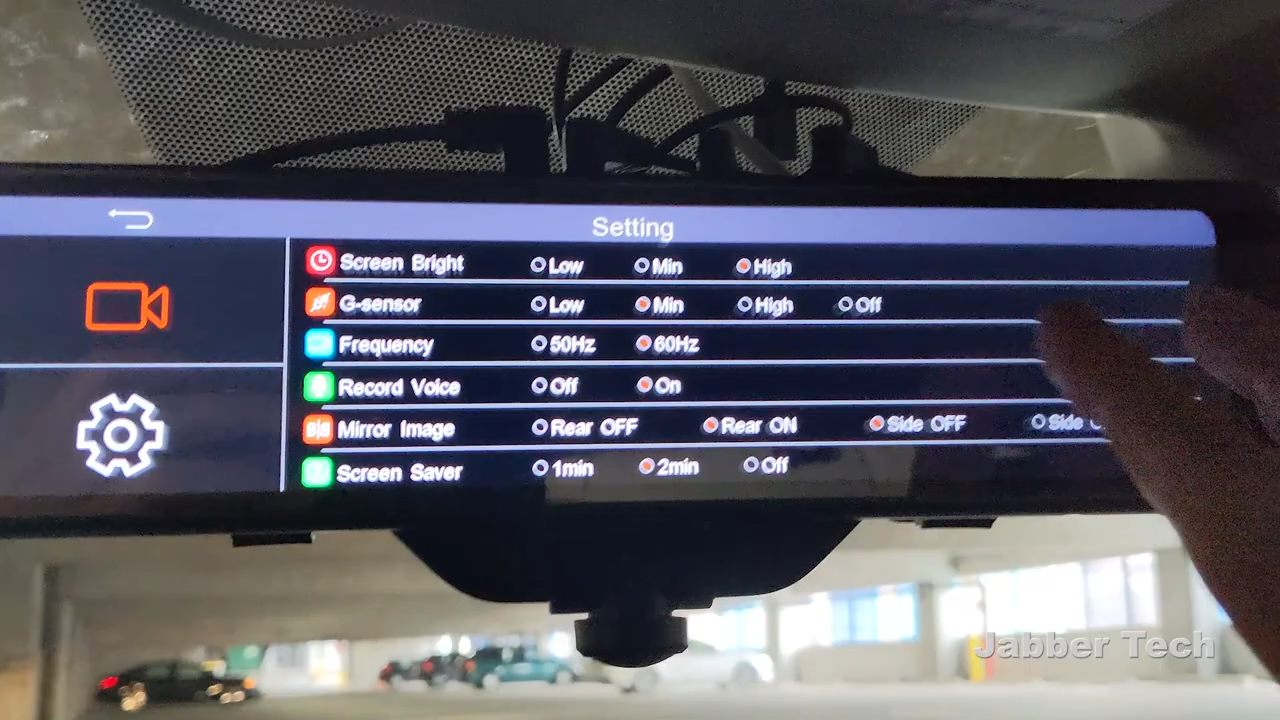 Setting
Screen Bright Low Min High
G-sensor Low Min High Off
Frequency 50Hz 60Hz
Record Voice Off On
Mirror Image Rear OFF Rear ON Side OFF Side
Screen Saver 1min 2min Off
Jabber Tech